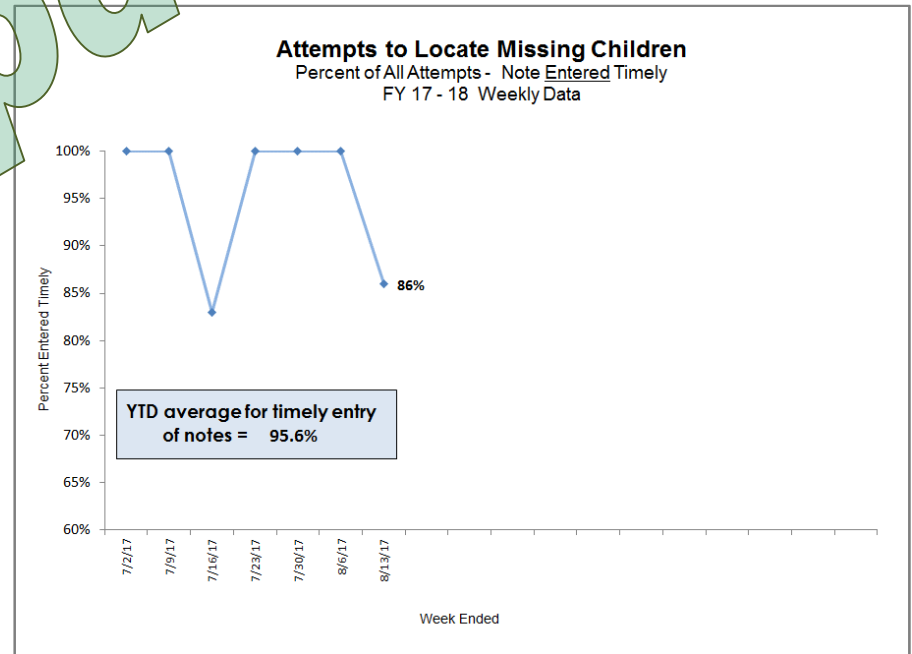 Attempts to Locate Missing Children
Percent of All Attempts - Note Entered Timely
FY 17 - 18 Weekly Data
100%
95%
90%
85%
80%
75%
70%
65%
60%
Percent Entered Timely
86%
YTD average for timely entry
of notes = 95.6%
7/2/17
7/9/17
7/16/17
7/23/17
7/30/17
8/6/17
8/13/17
Week Ended